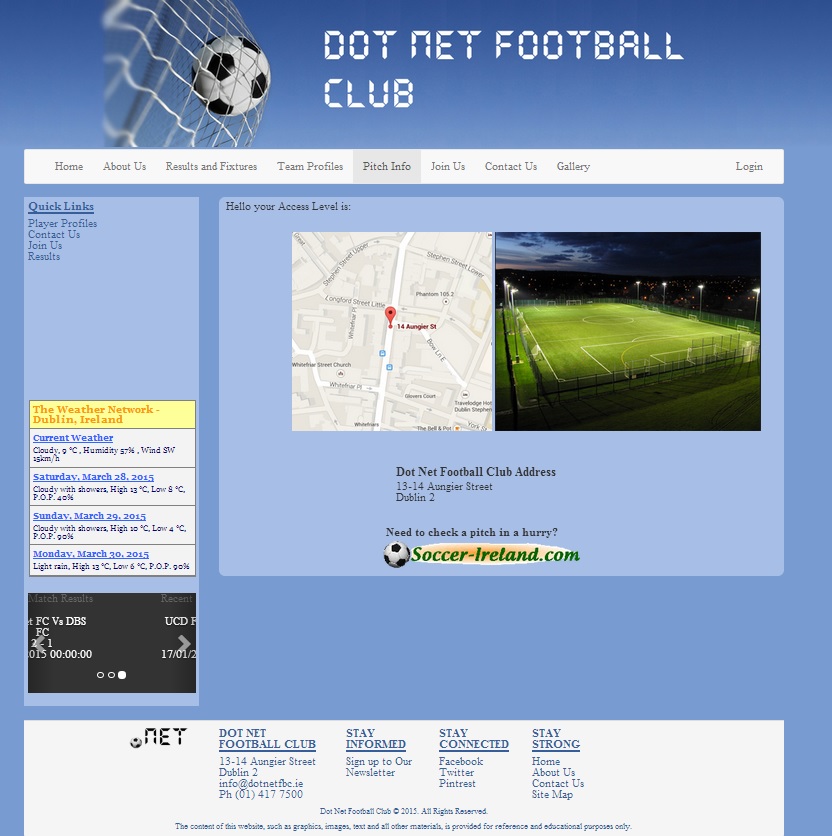 DOT NET FOOTBALL
CLUB
Home About Us Results and Fixtures Team Profiles Pitch Info Join Us Contact Us Gallery Login
Quick Links
Player Profiles
Contact Us
Join Us
Results
The Weather Network -
Dublin, Ireland
Current Weather
Cloudy, 9 °C , Humidity 57% , Wind SW
15km/h
Saturday, March 28, 2015
Cloudy with showers, High 13 °C, Low 8 °C,
P.O.P. 40%
Sunday, March 29, 2015
Cloudy with showers, High 10 °C, Low 4 °C,
P.O.P. 90%
Monday, March 30, 2015
Light rain, High 13 °C, Low 6 °C, P.O.P. 90%
Match Results Recent
t FC Vs DBS UCD F
FC
2 - 1
2015 00:00:00 17/01/2
Hello your Access Level is:
Stephen Street Upper
Stephen Street Lower
Longford Street Little
Phantom 105.2
Whitefriar Pl
14 Aungier St
Bow Ln E
Whitefriar Street Church
Whitefriar Pl
Glovers Court
Travelodge Hot
Dublin Stephen
Whitefriars
The Bell & Pot
Dot Net Football Club Address
13-14 Aungier Street
Dublin 2
Need to check a pitch in a hurry?
Soccer-Ireland.com
.NET
DOT NET
FOOTBALL CLUB
13-14 Aungier Street
Dublin 2
info@dotnetfbc.ie
Ph (01) 417 7500
STAY
INFORMED
Sign up to Our
Newsletter
STAY
CONNECTED
Facebook
Twitter
Pintrest
STAY
STRONG
Home
About Us
Contact Us
Site Map
Dot Net Football Club © 2015. All Rights Reserved.
The content of this website, such as graphics, images, text and all other materials, is provided for reference and educational purposes only.